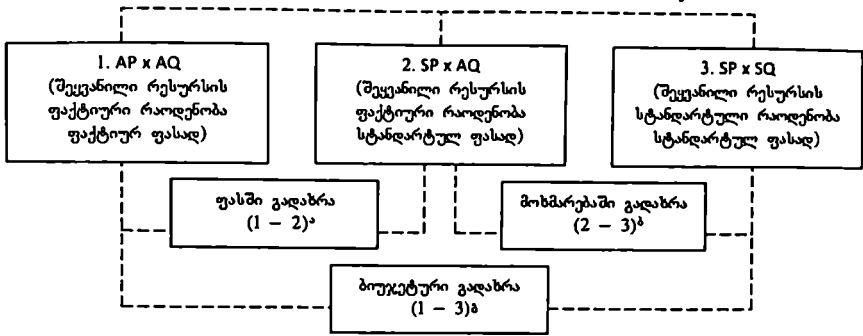 1. AP x AQ
(შეყვანილი რესურსის
ფაქტიური რაოდენობა
ფაქტიურ ფასად)
2. SP x AQ
(შეყვანილი რესურსის
ფაქტიური რაოდენობა
სტანდარტულ ფასად)
3. SP x SQ
(შეყვანილი რესურსის
სტანდარტული რაოდენობა
სტანდარტულ ფასად)
ფასში გადახრა
(1 – 2)ა
მოხმარებაში გადახრა
(2 – 3)ბ
ბიუჯეტური გადახრა
(1 – 3)გ